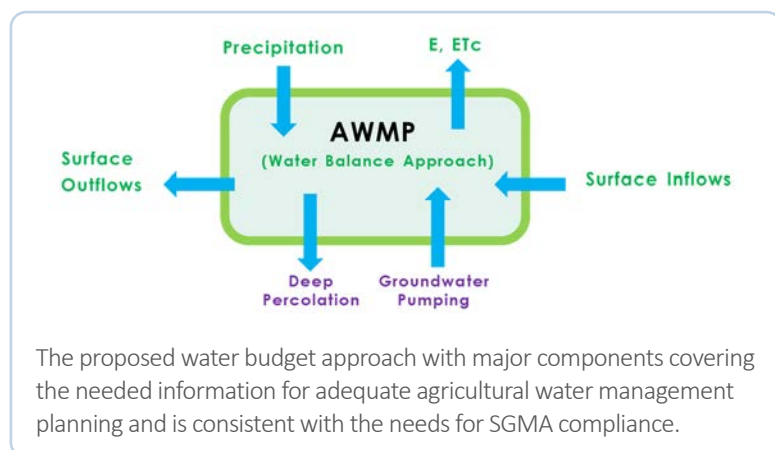 Precipitation
E, ETc
AWMP
(Water Balance Approach)
Surface
Outflows
Surface Inflows
Deep
Percolation
Groundwater
Pumping
The proposed water budget approach with major components covering
the needed information for adequate agricultural water management
planning and is consistent with the needs for SGMA compliance.